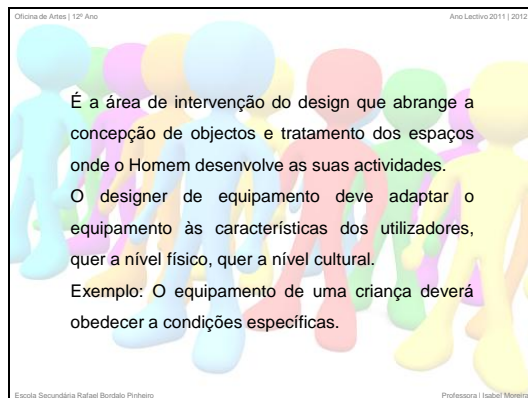 Oficina de Artes | 12º Ano Ano Lectivo 2011 | 2012
É a área de intervenção do design que abrange a
concepção de objectos e tratamento dos espaços
onde o Homem desenvolve as suas actividades.
O designer de equipamento deve adaptar o
equipamento às características dos utilizadores,
quer a nível físico, quer a nível cultural.
Exemplo: O equipamento de uma criança deverá
obedecer a condições específicas.
Escola Secundária Rafael Bordalo Pinheiro Professora | Isabel Moreira